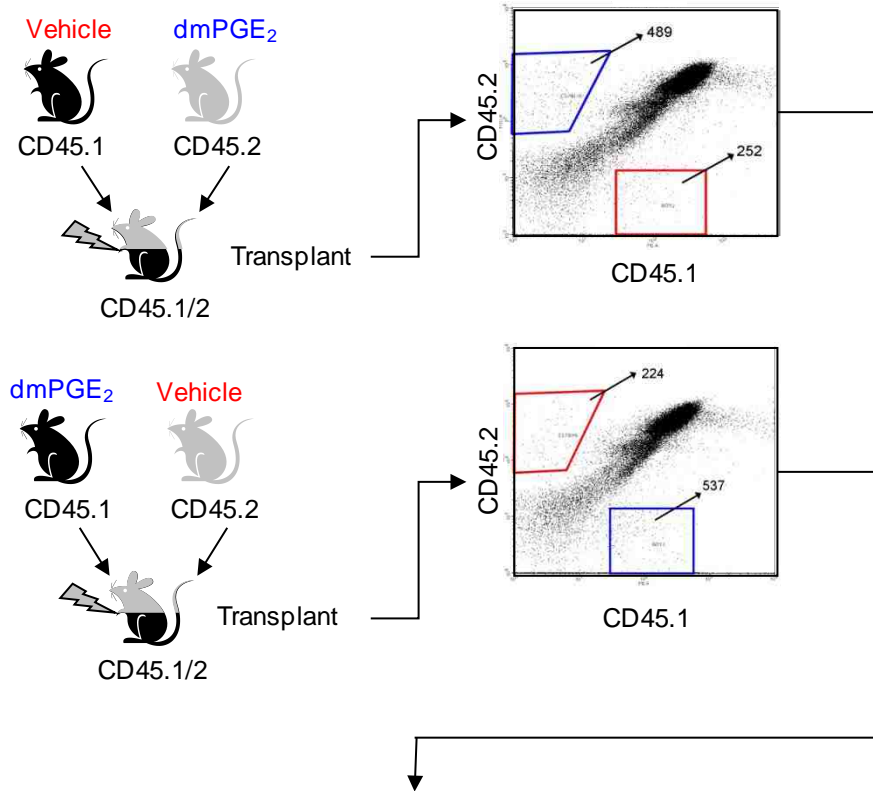 Vehicle dmPGE₂
CD45.1 CD45.2
CD45.1/2
Transplant
CD45.2
489
252
CD45.1
dmPGE₂ Vehicle
CD45.1 CD45.2
CD45.1/2
Transplant
CD45.2
224
537
CD45.1